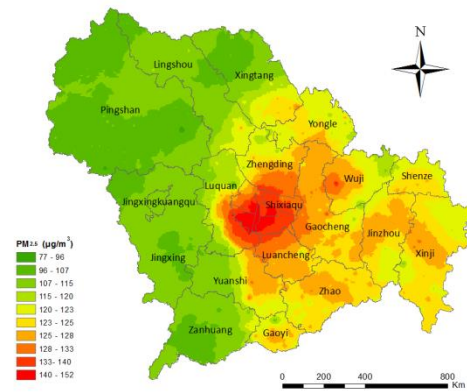 N
Lingshou
Xingtang
Pingshan
Yongle
Zhengding
Wuji
Shenze
Luquan
Jingxingkuangqu
Shixiaqu
Gaocheng
Jinzhou
Xinji
Jingxing
Luancheng
Yuanshi
Zhao
Zanhuang
Gaoyi
PM2.5 (μg/m³)
77 - 96
96 - 107
107 - 115
115 - 120
120 - 123
123 - 125
125 - 128
128 - 133
133 - 140
140 - 152
0 200 400 800
Km